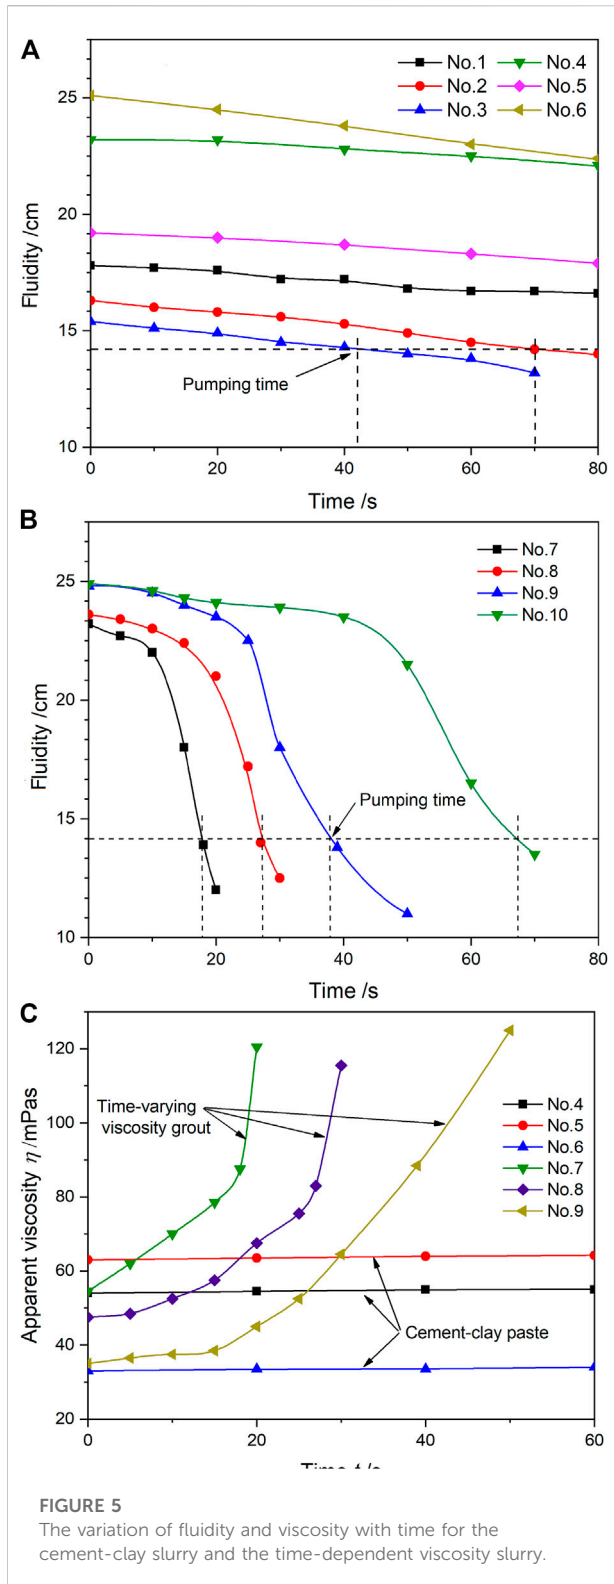 A
No.1 No.4
No.2 No.5
No.3 No.6
25
20
15
10
Fluidity /cm
Pumping time
0 20 40 60 80
Time /s
B
No.7
No.8
No.9
No.10
25
20
15
10
Fluidity /cm
Pumping time
0 20 40 60 80
Time /s
C
120
100
80
60
40
20
Apparent viscosity η /mPas
Time-varying
viscosity grout
No.4
No.5
No.6
No.7
No.8
No.9
Cement-clay paste
0 20 40 60
Time t /s
FIGURE 5
The variation of fluidity and viscosity with time for the
cement-clay slurry and the time-dependent viscosity slurry.